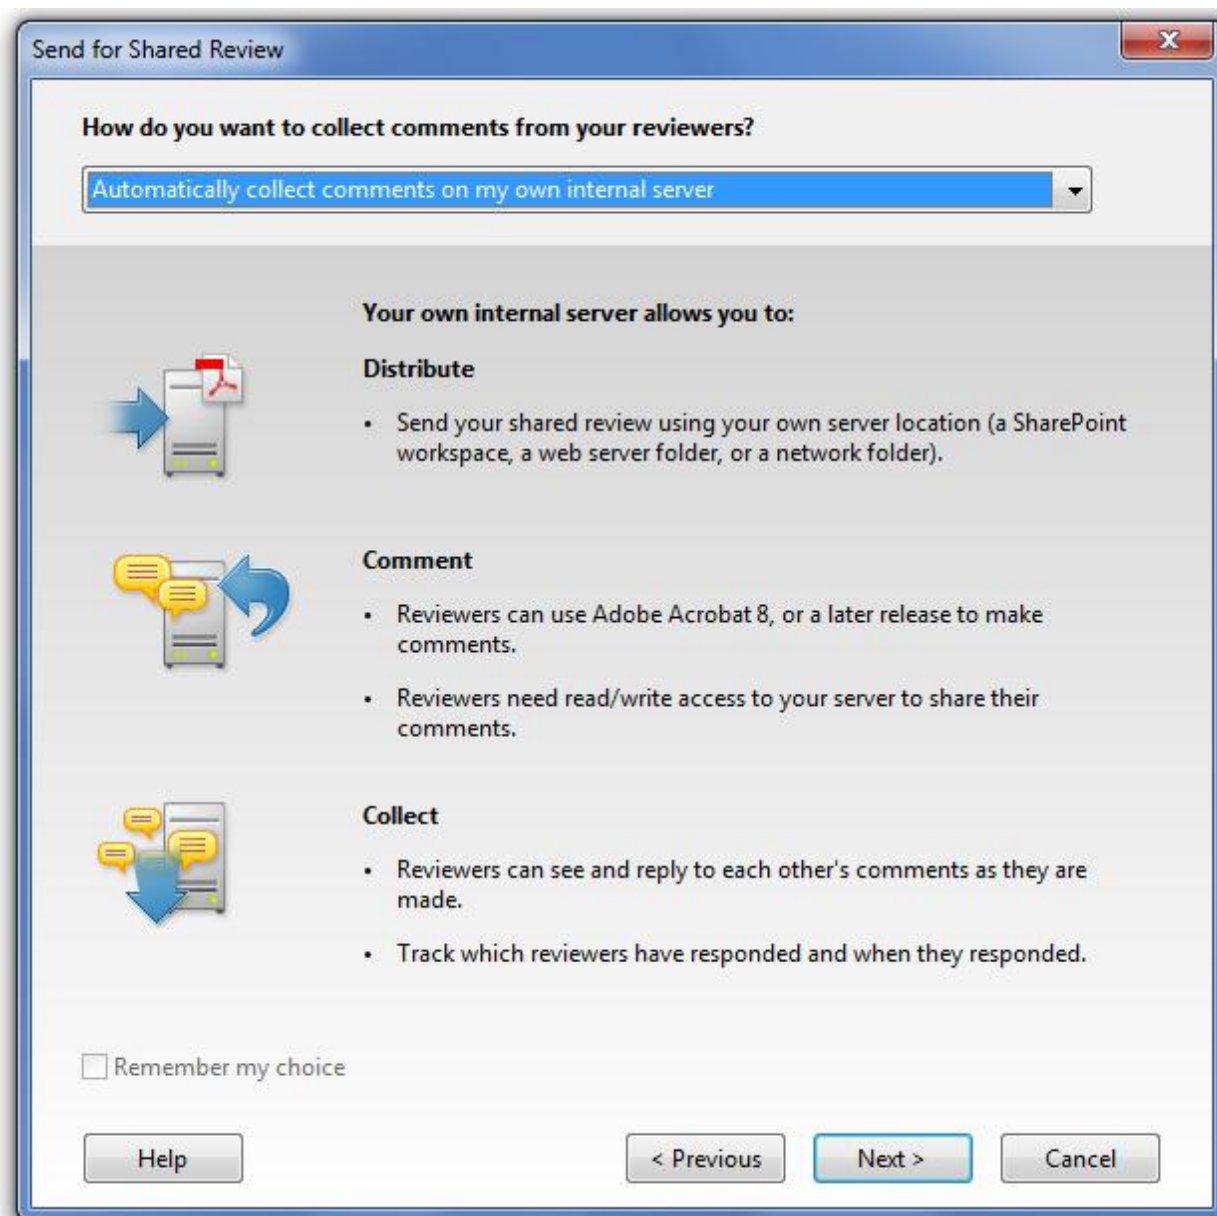 Send for Shared Review
How do you want to collect comments from your reviewers?
Automatically collect comments on my own internal server
Your own internal server allows you to:
Distribute
• Send your shared review using your own server location (a SharePoint
workspace, a web server folder, or a network folder).
Comment
• Reviewers can use Adobe Acrobat 8, or a later release to make
comments.
• Reviewers need read/write access to your server to share their
comments.
Collect
• Reviewers can see and reply to each other's comments as they are
made.
• Track which reviewers have responded and when they responded.
Remember my choice
Help
< Previous
Next >
Cancel